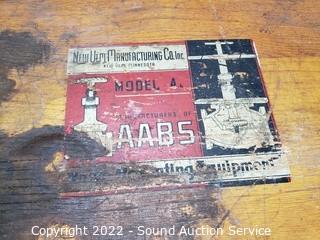 New Ulm Manufacturing Co. Inc.
NEW ULM, MINNESOTA
MODEL A.
MANUFACTURERS OF
AABS
Equipment
Copyright 2022 - Sound Auction Service